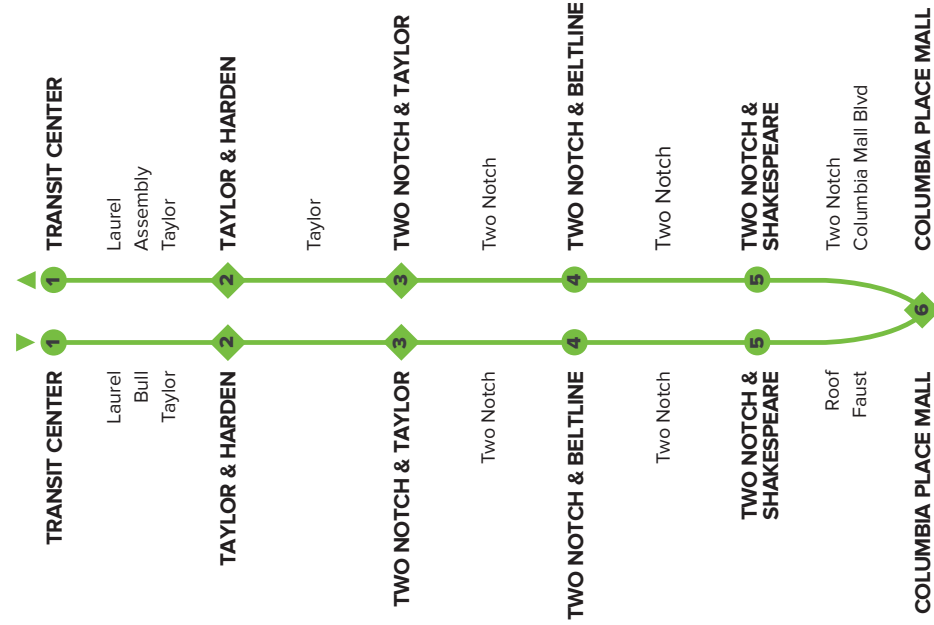 TRANSIT CENTER
Laurel
Bull
Taylor
TAYLOR & HARDEN
TWO NOTCH & TAYLOR
Two Notch
TWO NOTCH & BELTLINE
Two Notch
TWO NOTCH &
SHAKESPEARE
Roof
Faust
COLUMBIA PLACE MALL
1
2
3
4
5
6
1
2
3
4
5
TRANSIT CENTER
Laurel
Assembly
Taylor
TAYLOR & HARDEN
Taylor
TWO NOTCH & TAYLOR
Two Notch
TWO NOTCH & BELTLINE
Two Notch
TWO NOTCH &
SHAKESPEARE
Two Notch
Columbia Mall Blvd
COLUMBIA PLACE MALL